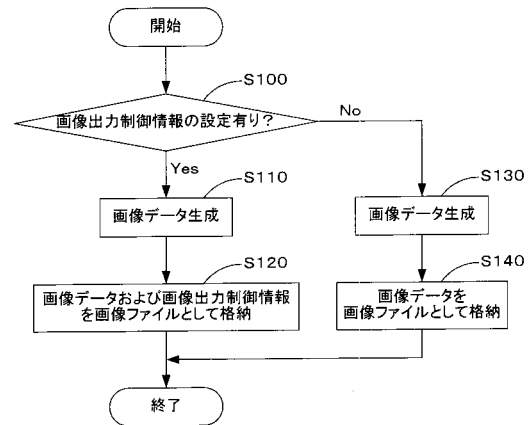 開始
S100
画像出力制御情報の設定有り?
No
Yes
S110
S130
画像データ生成
画像データ生成
S120
S140
画像データおよび画像出力制御情報
を画像ファイルとして格納
画像データを
画像ファイルとして格納
終了